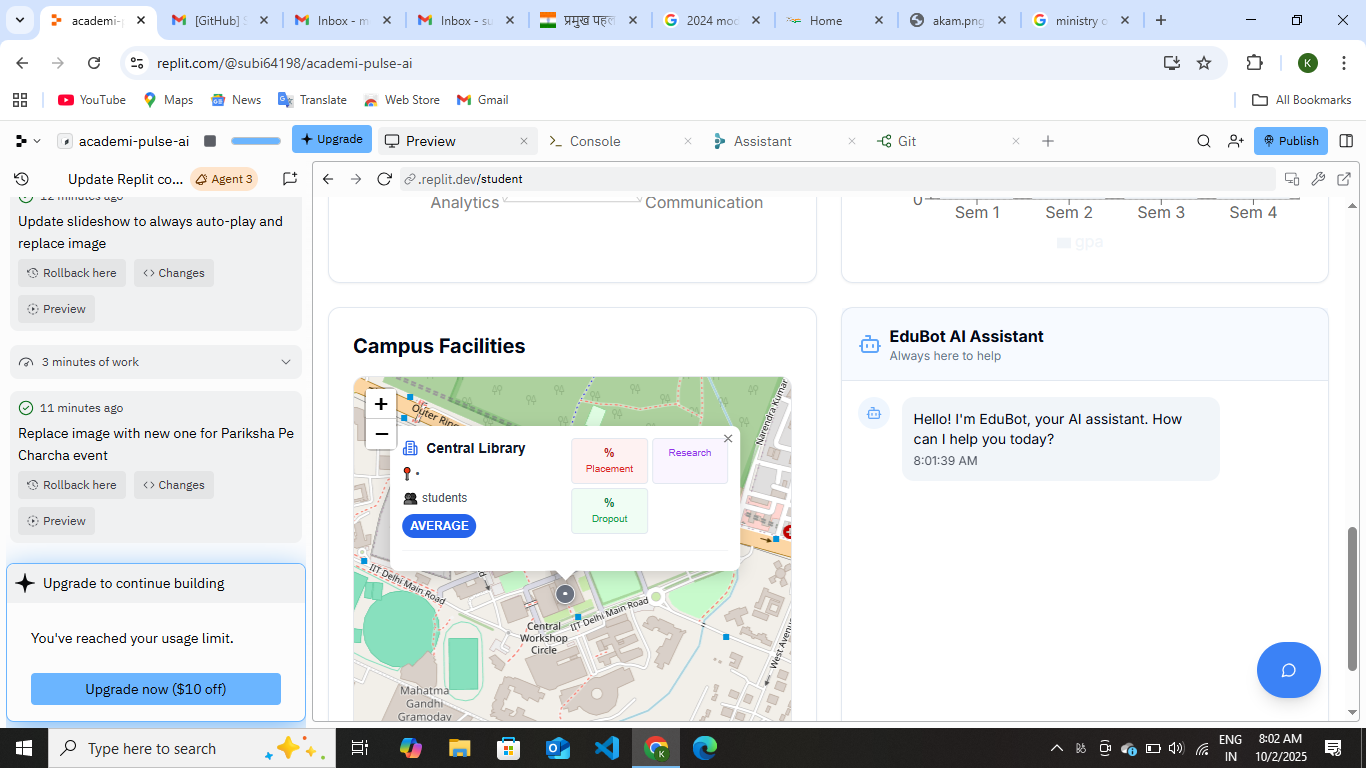 academi-p
[GitHub] S
Inbox - m
Inbox - su
प्रमुख पहल
2024 moc
Home
akam.png
ministry o
replit.com/@subi64198/academi-pulse-ai
K
YouTube
Maps
News
Translate
Web Store
Gmail
All Bookmarks
academi-pulse-ai
Upgrade
Preview
Console
Assistant
Git
Publish
Update Replit co...
Agent 3
.replit.dev/student
12 minutes ago
Update slideshow to always auto-play and
replace image
Rollback here
Changes
Preview
3 minutes of work
11 minutes ago
Replace image with new one for Pariksha Pe
Charcha event
Rollback here
Changes
Preview
Upgrade to continue building
You've reached your usage limit.
Upgrade now ($10 off)
Analytics
Communication
0
Sem 1
Sem 2
Sem 3
Sem 4
gpa
Campus Facilities
+
−
Outer Ring
Narendra Kumar
Central Library
students
AVERAGE
%
Placement
Research
%
Dropout
IIT Delhi Main Road
IIT Delhi Main Road
Central
Workshop
Circle
West Avenu
Mahatma
Gandhi
Gramoday
EduBot AI Assistant
Always here to help
Hello! I'm EduBot, your AI assistant. How
can I help you today?
8:01:39 AM
Type here to search
ENG
IN
8:02 AM
10/2/2025